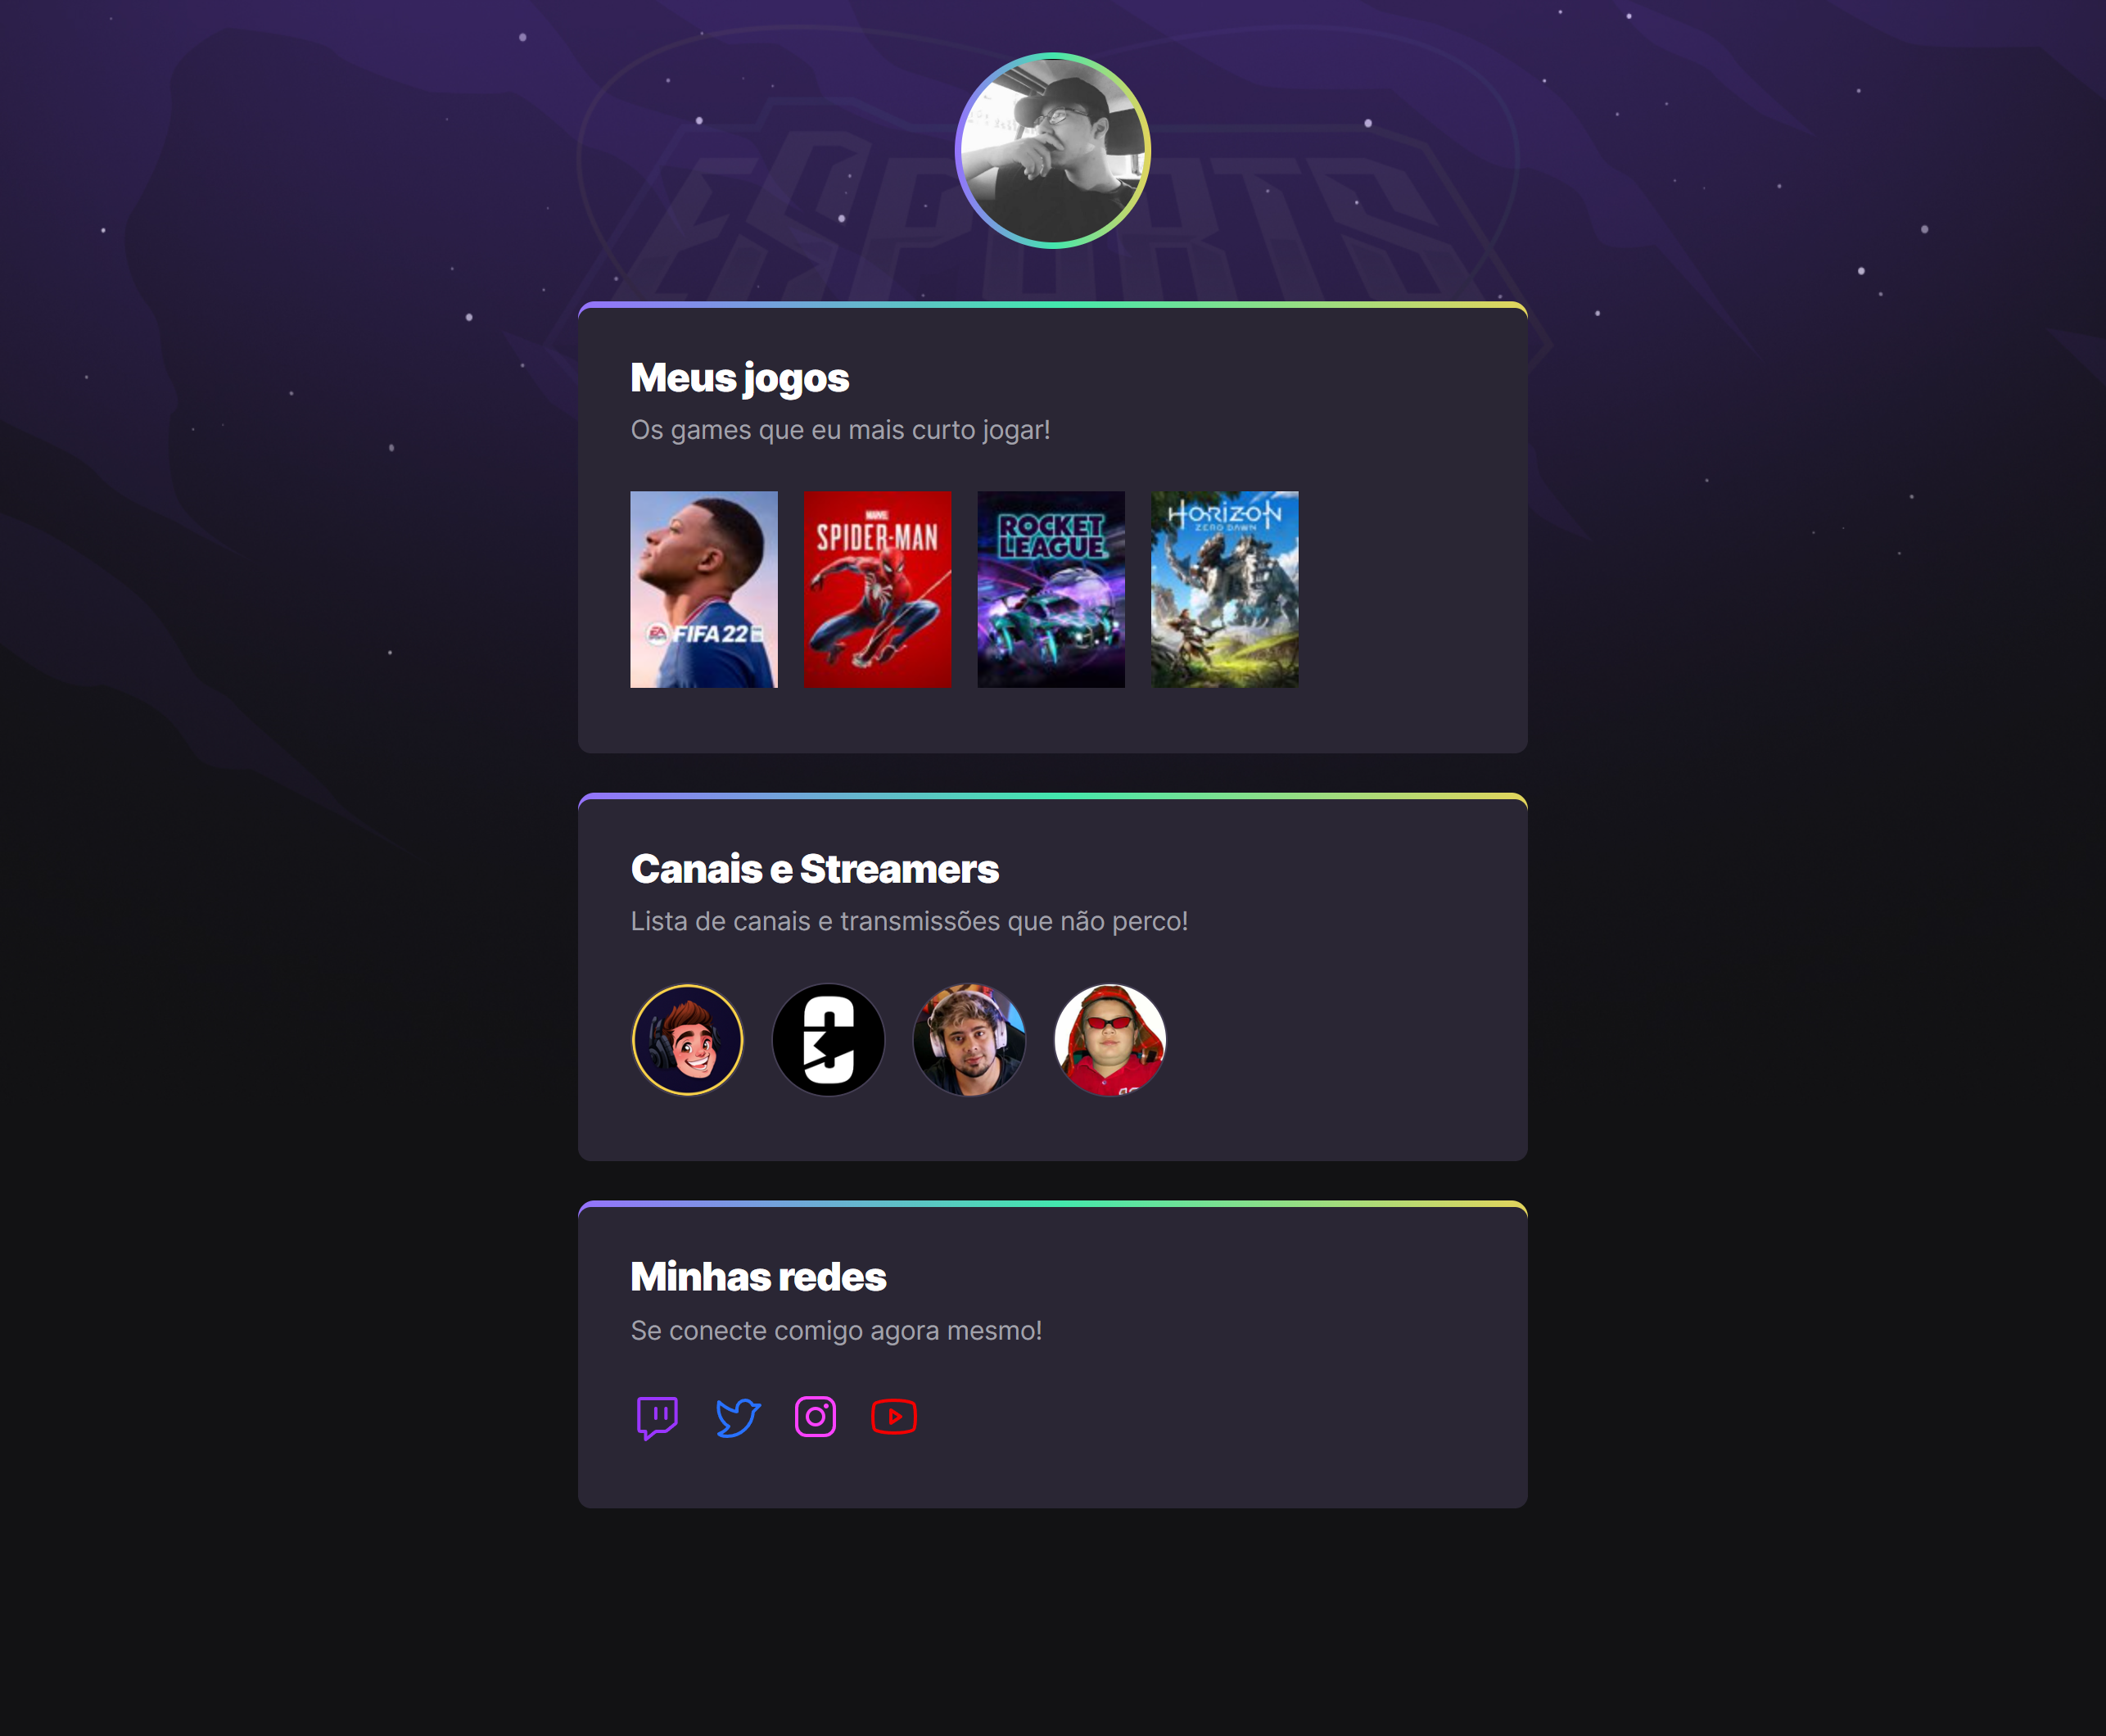 ESPORTS
Meus jogos
Os games que eu mais curto jogar!
FIFA 22
MARVEL
SPIDER-MAN
ROCKET
LEAGUE
HORIZON
ZERO DAWN
Canais e Streamers
Lista de canais e transmissões que não perco!
Minhas redes
Se conecte comigo agora mesmo!